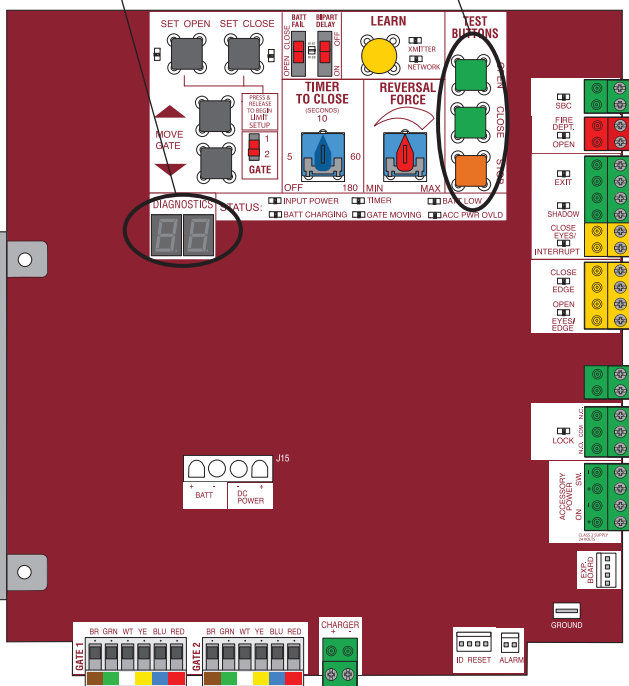 SET OPEN SET CLOSE
BATT FAIL
BIPART DELAY
OPEN CLOSE
ON OFF
LEARN
XMITTER
NETWORK
TEST BUTTONS
OPEN
CLOSE
STOP
MOVE GATE
PRESS &
RELEASE
TO BEGIN
LIMIT
SETUP
1
2
GATE
TIMER
TO CLOSE
(SECONDS)
10
5 60
OFF 180
REVERSAL
FORCE
MIN MAX
DIAGNOSTICS
STATUS:
INPUT POWER TIMER BATT LOW
BATT CHARGING GATE MOVING ACC PWR OVLD
SBC
FIRE
DEPT.
OPEN
EXIT
SHADOW
CLOSE
EYES/
INTERRUPT
CLOSE
EDGE
OPEN
EYES/
EDGE
LOCK
N.C.
COM
N.O.
ACCESSORY
POWER
SW.
ON
CLASS 2 SUPPLY
24 VOLTS
EXP.
BOARD
GROUND
J15
+ - - +
BATT DC
POWER
GATE 1
BR GRN WT YE BLU RED
GATE 2
BR GRN WT YE BLU RED
CHARGER
+ -
ID RESET ALARM